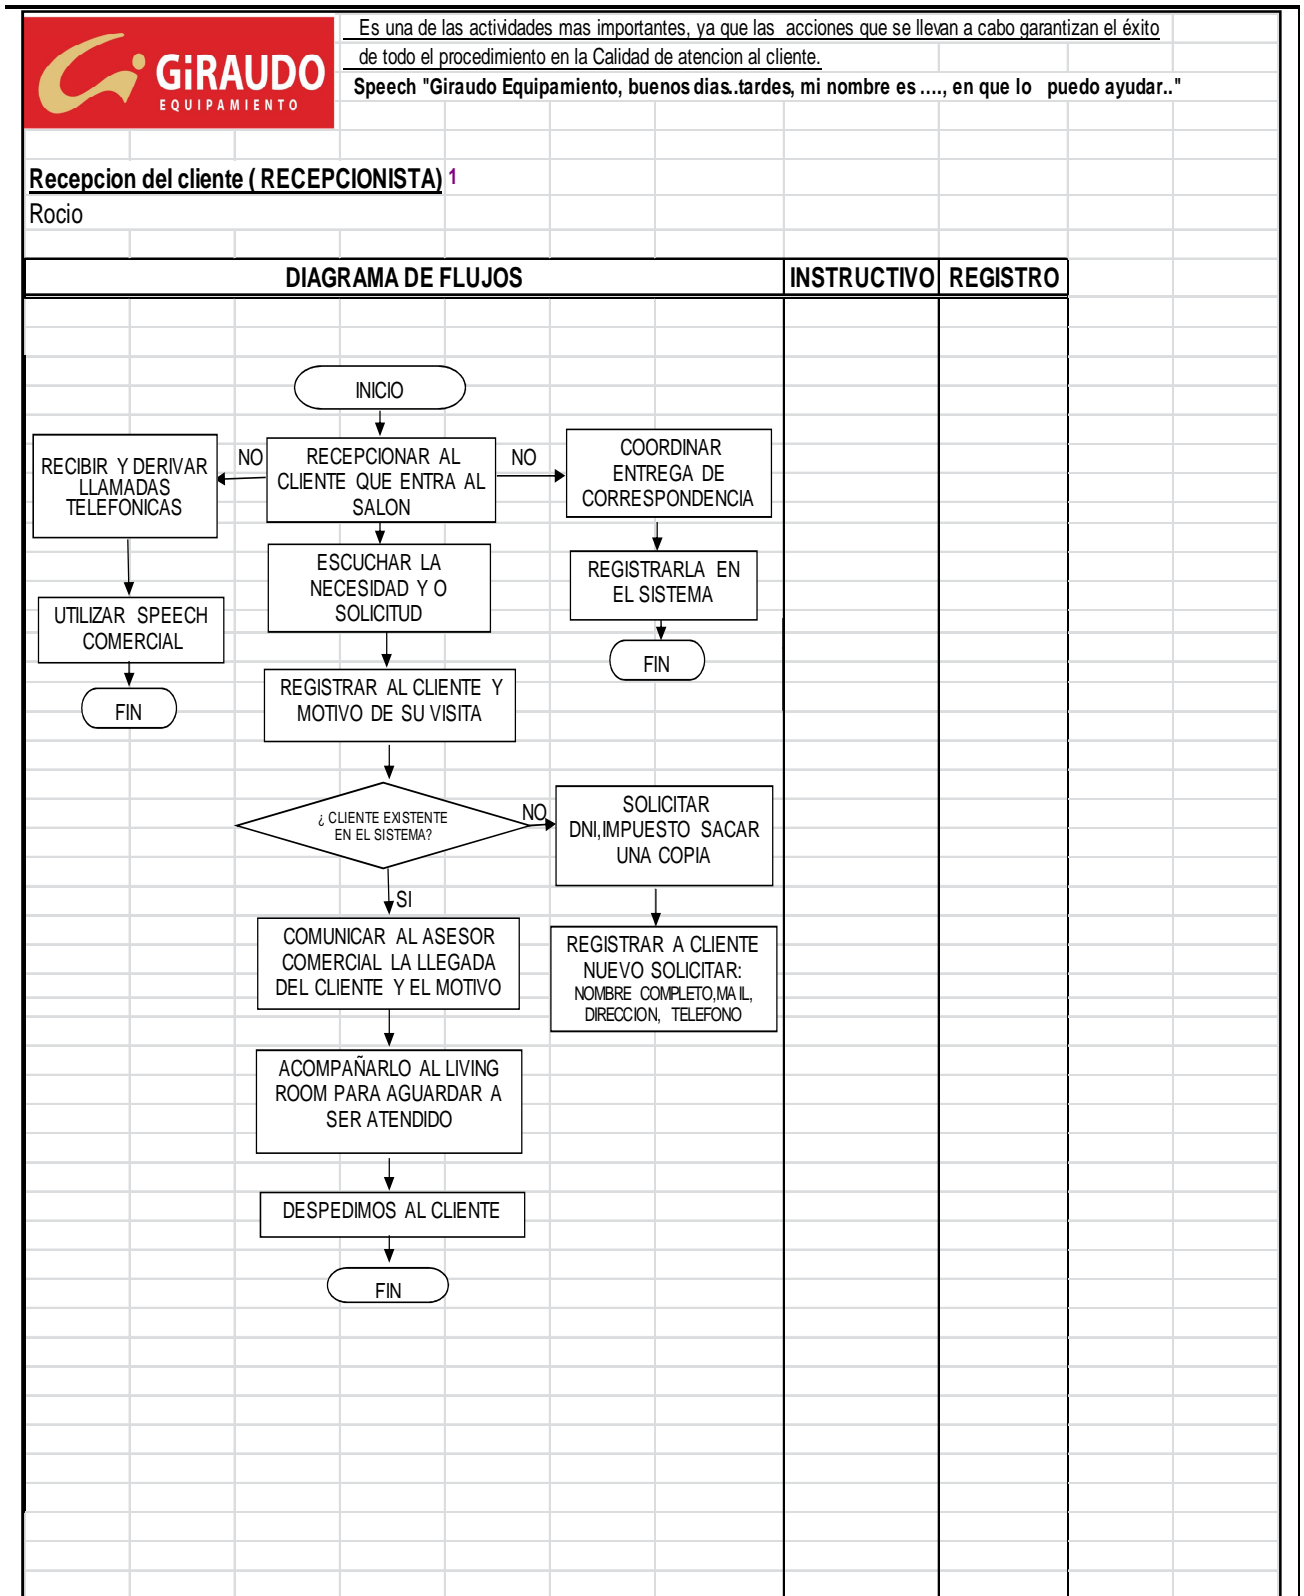 Es una de las actividades mas importantes, ya que las acciones que se llevan a cabo garantizan el éxito
de todo el procedimiento en la Calidad de atencion al cliente.
GiRAUDO
EQUIPAMIENTO
Speech "Giraudo Equipamiento, buenos dias..tardes, mi nombre es ...., en que lo puedo ayudar.."
Recepcion del cliente ( RECEPCIONISTA) 1
Rocio
DIAGRAMA DE FLUJOS
INSTRUCTIVO
REGISTRO
INICIO
RECIBIR Y DERIVAR
LLAMADAS
TELEFONICAS
NO
RECEPCIONAR AL
CLIENTE QUE ENTRA AL
SALON
NO
COORDINAR
ENTREGA DE
CORRESPONDENCIA
ESCUCHAR LA
NECESIDAD Y O
SOLICITUD
REGISTRARLA EN
EL SISTEMA
UTILIZAR SPEECH
COMERCIAL
FIN
REGISTRAR AL CLIENTE Y
MOTIVO DE SU VISITA
FIN
¿ CLIENTE EXISTENTE
EN EL SISTEMA?
NO
SOLICITAR
DNI,IMPUESTO SACAR
UNA COPIA
SI
COMUNICAR AL ASESOR
COMERCIAL LA LLEGADA
DEL CLIENTE Y EL MOTIVO
REGISTRAR A CLIENTE
NUEVO SOLICITAR:
NOMBRE COMPLETO,MAIL,
DIRECCION, TELEFONO
ACOMPAÑARLO AL LIVING
ROOM PARA AGUARDAR A
SER ATENDIDO
DESPEDIMOS AL CLIENTE
FIN